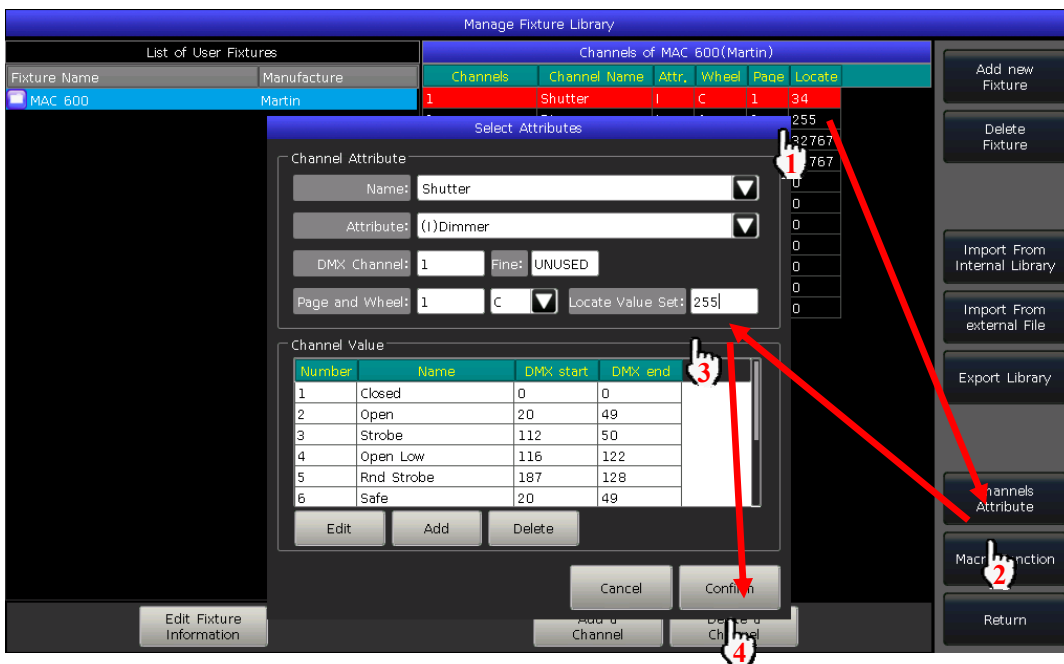 Manage Fixture Library
List of User Fixtures
Fixture Name Manufacture
MAC 600 Martin
Channels of MAC 600(Martin)
Channels Channel Name Attr. Wheel Page Locate
1 Shutter I C 1 34
255
32767
767
0
0
0
0
0
0
0
Select Attributes
Channel Attribute
Name: Shutter
Attribute: (I)Dimmer
DMX Channel: 1 Fine: UNUSED
Page and Wheel: 1 C Locate Value Set: 255
Channel Value
Number Name DMX start DMX end
1 Closed 0 0
2 Open 20 49
3 Strobe 112 50
4 Open Low 116 122
5 Rnd Strobe 187 128
6 Safe 20 49
Edit Add Delete
Cancel Confirm
Edit Fixture
Information
Add a
Channel
Delete a
Channel
Add new
Fixture
Delete
Fixture
Import From
Internal Library
Import From
external File
Export Library
Channels
Attribute
Macro Function
Return
1
2
3
4